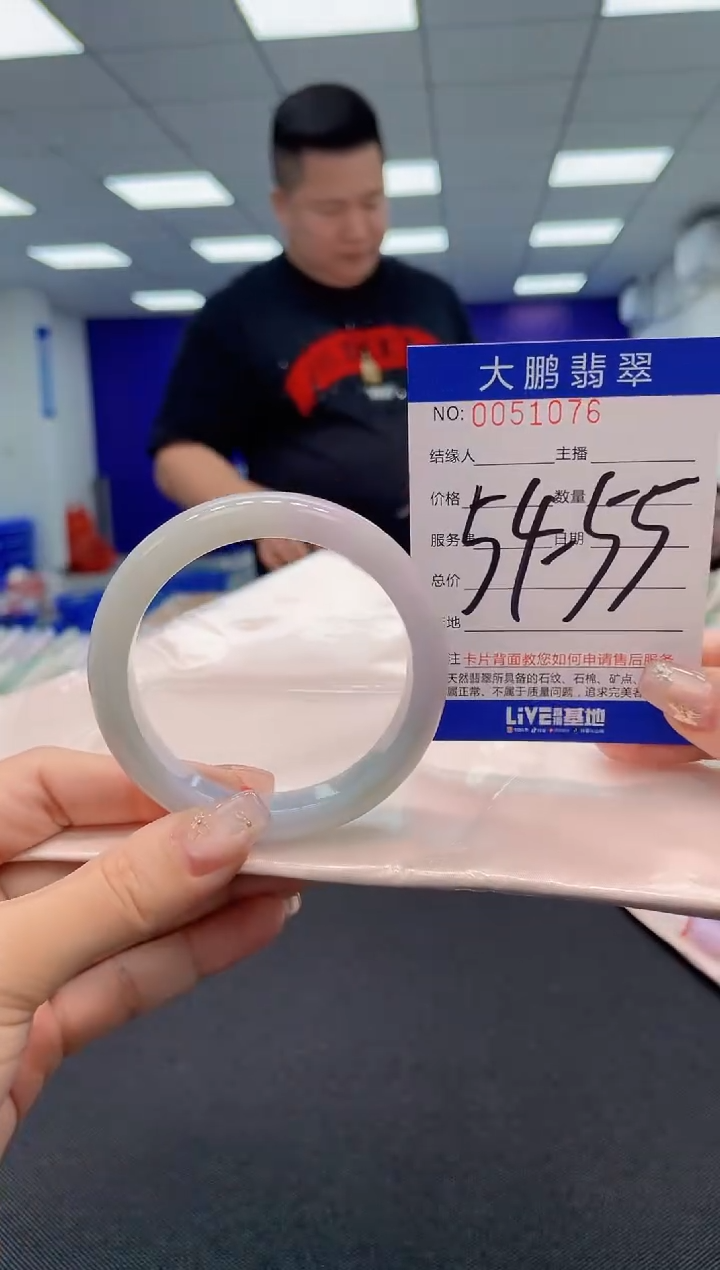 大鹏翡翠
NO: 0051076
结缘人 主播
价格 数量
服务 日期
54-55
总价
地
注 卡片背面教您如何申请售后服务
天然翡翠所具备的石纹、石棉、矿点、
属正常、不属于质量问题，追求完美者
LiVE 基地